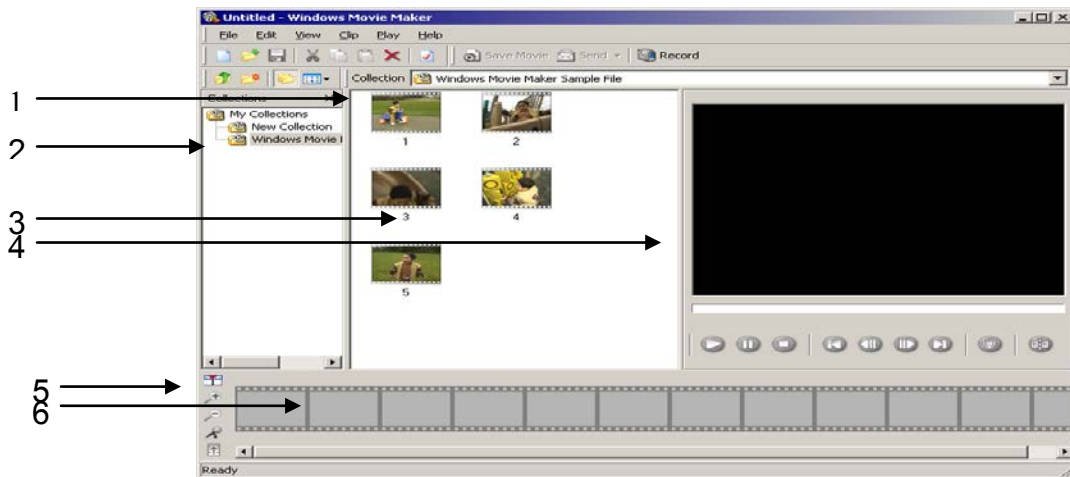 Untitled - Windows Movie Maker
File Edit View Clip Play Help
Save Movie Send Record
Collection Windows Movie Maker Sample File
1
Collections
My Collections
New Collection
2
Windows Movie
1 2
3
3 4
4
5
5
6
Ready